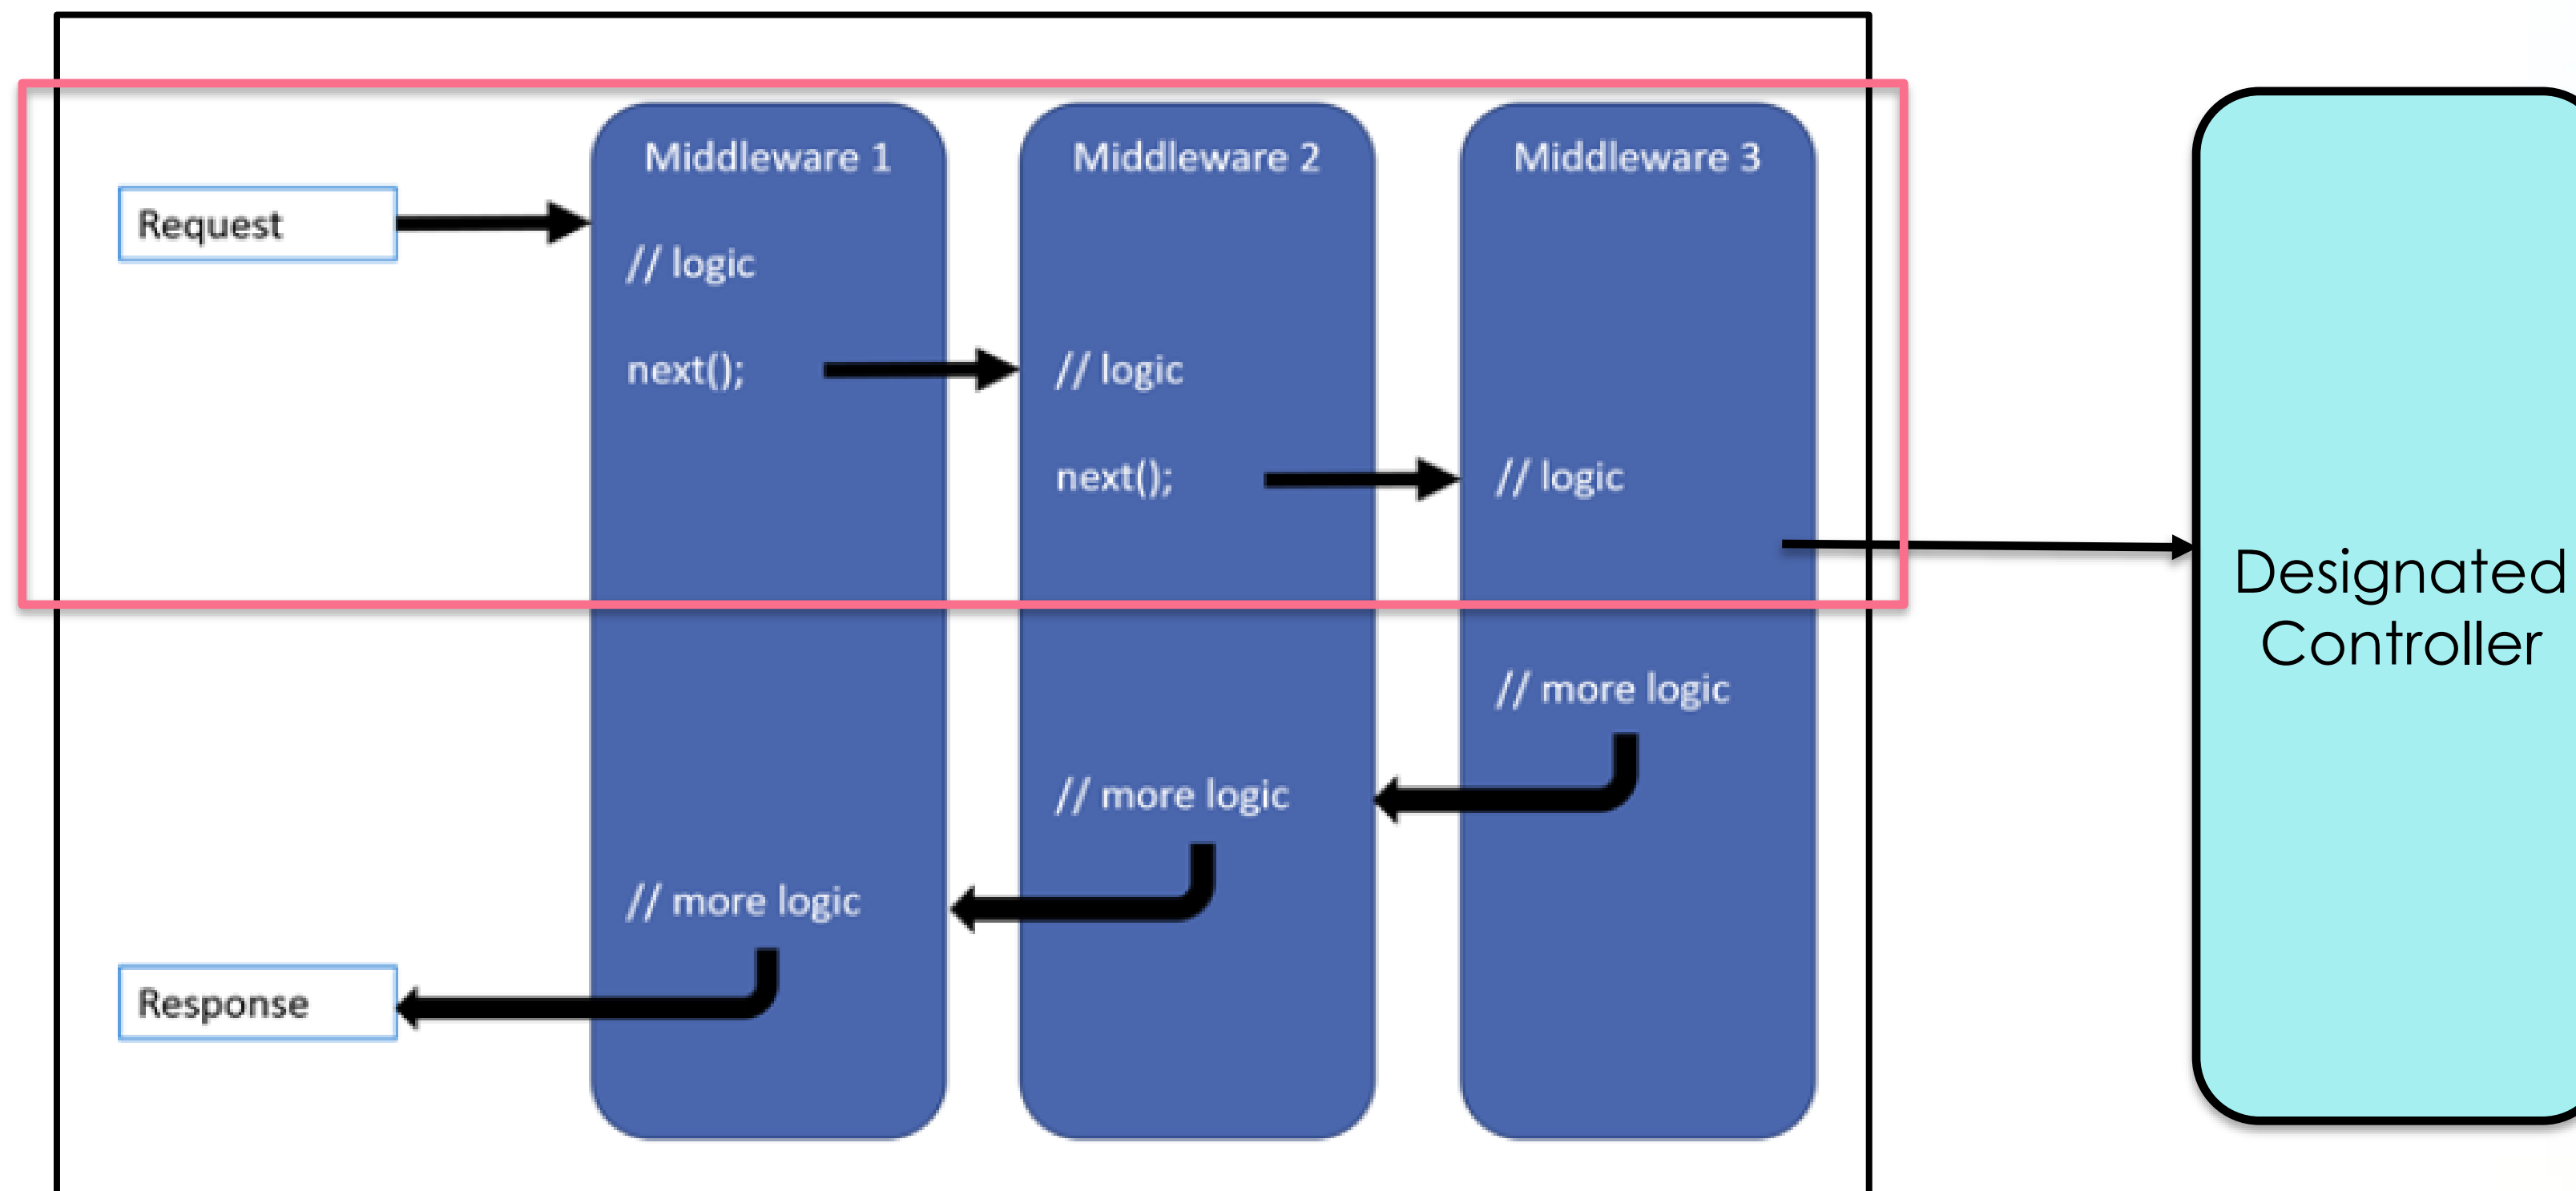 Middleware 1
Middleware 2
Middleware 3
Request
// logic
next();
// logic
next();
// logic
Designated
Controller
// more logic
// more logic
// more logic
Response